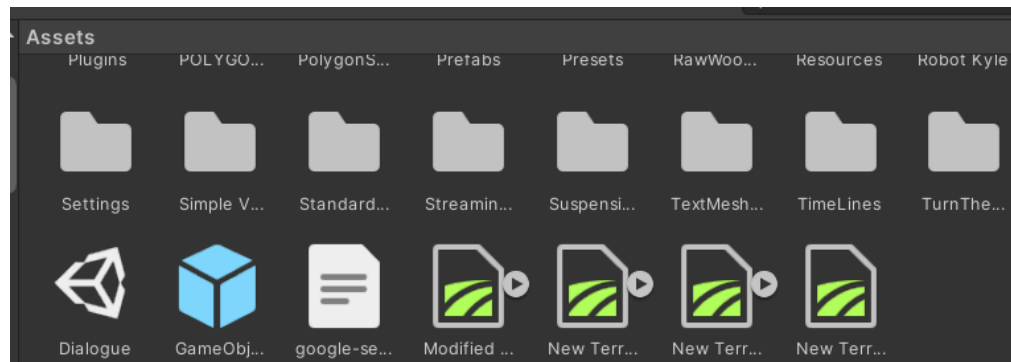 Assets
Plugins POLYGO... PolygonS... Prefabs Presets RawWoo... Resources Robot Kyle
Settings Simple V... Standard... Streamin... Suspensi... TextMesh... TimeLines TurnThe...
Dialogue GameObj... google-se... Modified ... New Terr... New Terr... New Terr...